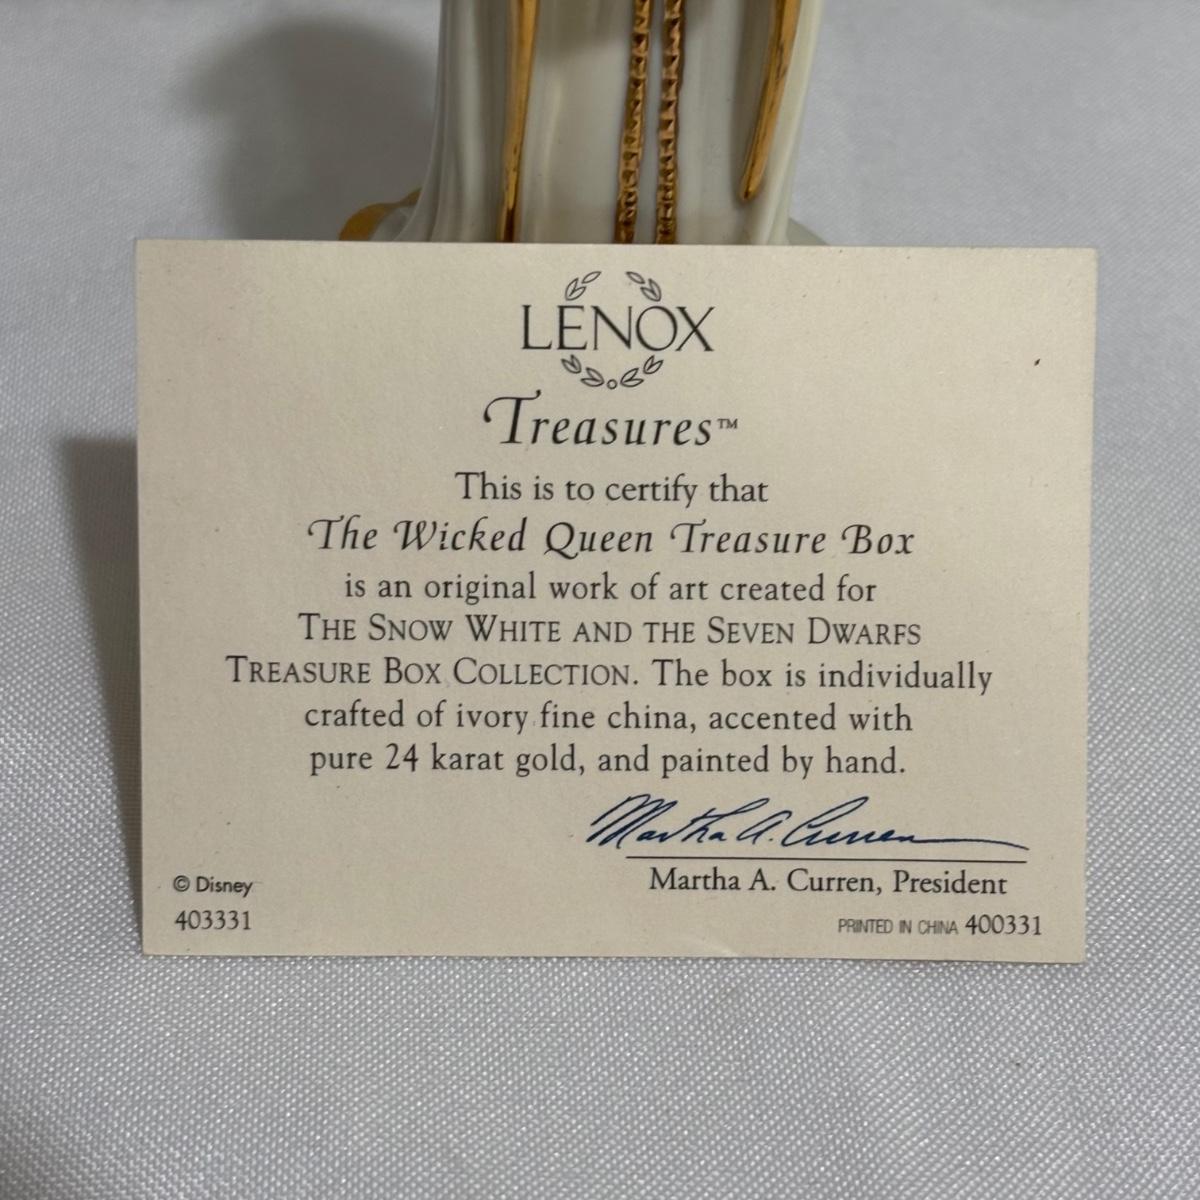 LENOX
Treasures™
This is to certify that
The Wicked Queen Treasure Box
is an original work of art created for
THE SNOW WHITE AND THE SEVEN DWARFS
TREASURE BOX COLLECTION. The box is individually
crafted of ivory fine china, accented with
pure 24 karat gold, and painted by hand.
Martha A. Curren
Martha A. Curren, President
© Disney
403331
PRINTED IN CHINA 400331